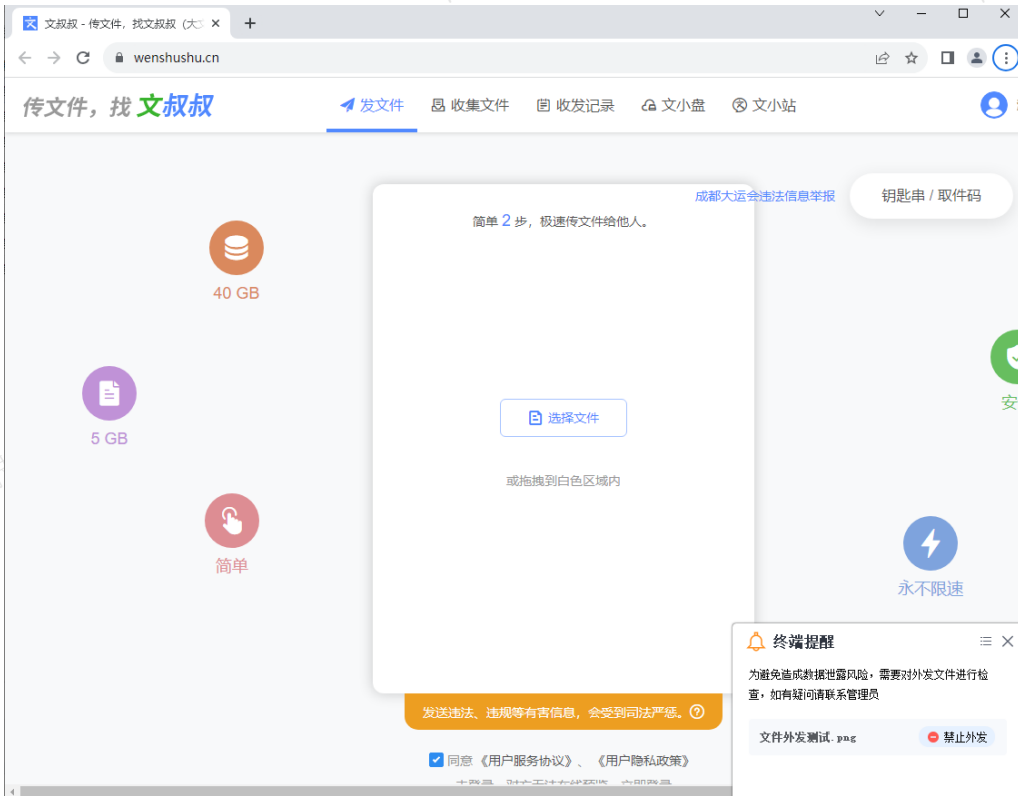 文叔叔 - 传文件，找文叔叔（大
wenshushu.cn
传文件，找 文叔叔
发文件 收集文件 收发记录 文小盘 文小站
成都大运会违法信息举报
钥匙串 / 取件码
简单 2 步，极速传文件给他人。
40 GB
5 GB
简单
选择文件
或拖拽到白色区域内
安
永不限速
发送违法、违规等有害信息，会受到司法严惩。
同意 《用户服务协议》、 《用户隐私政策》
终端提醒
为避免造成数据泄露风险，需要对外发文件进行检
查，如有疑问请联系管理员
文件外发测试.png 禁止外发